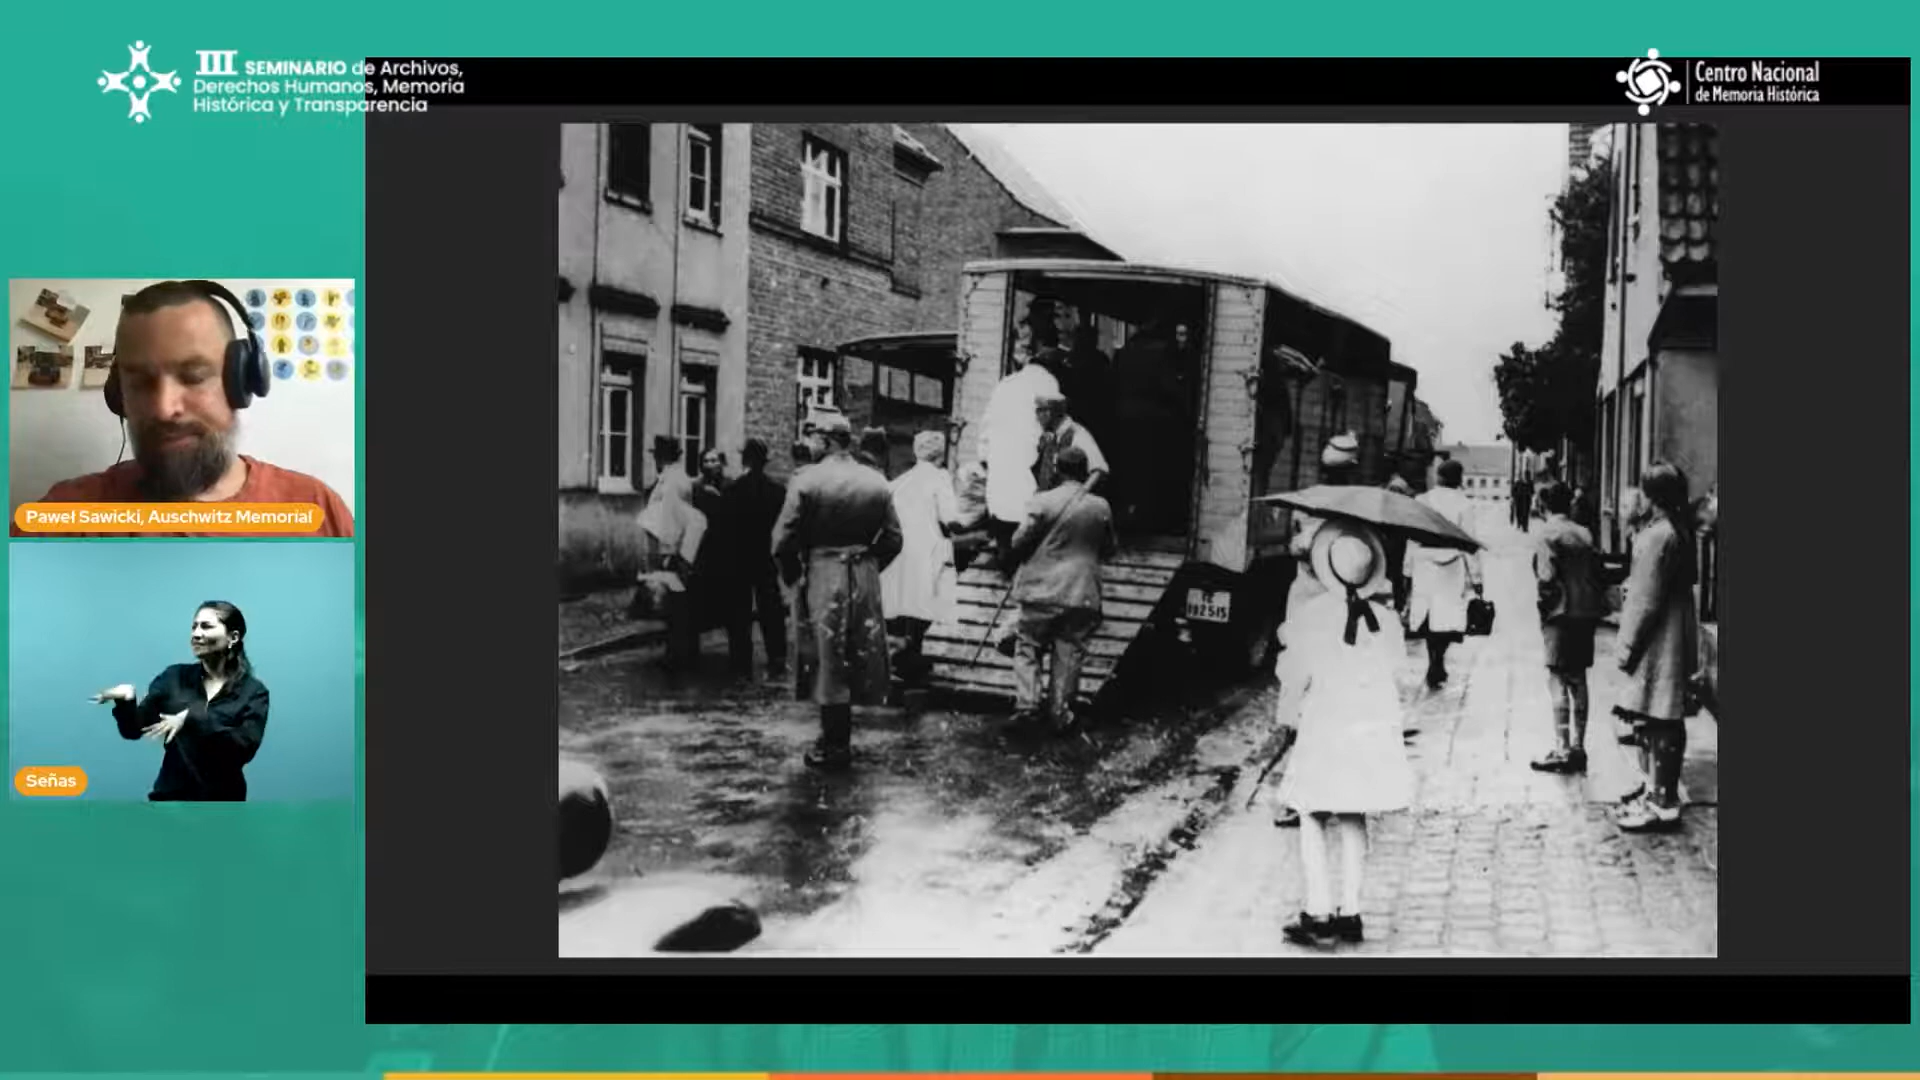 III SEMINARIO de Archivos,
Derechos Humanos, Memoria
Histórica y Transparencia
Centro Nacional
de Memoria Histórica
Paweł Sawicki, Auschwitz Memorial
Señas
192515